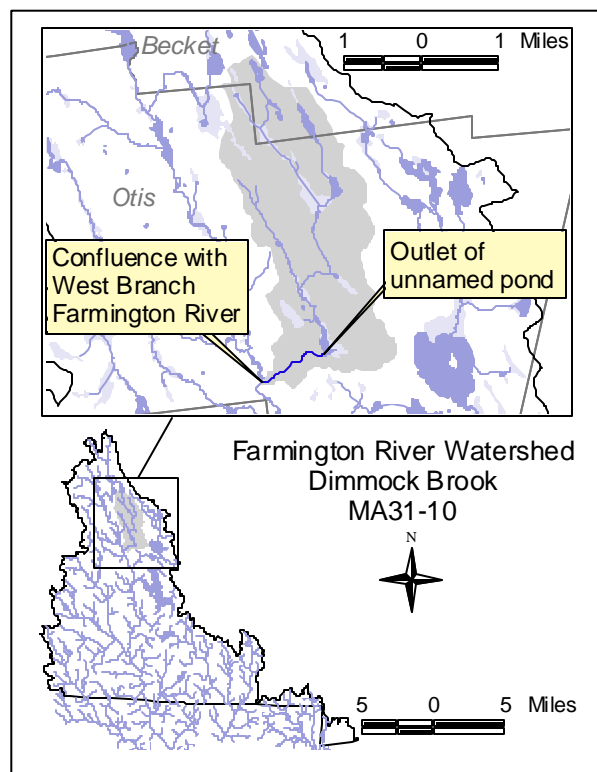 1 0 1 Miles
Becket
Otis
Confluence with
West Branch
Farmington River
Outlet of
unnamed pond
Farmington River Watershed
Dimmock Brook
MA31-10
N
5 0 5 Miles